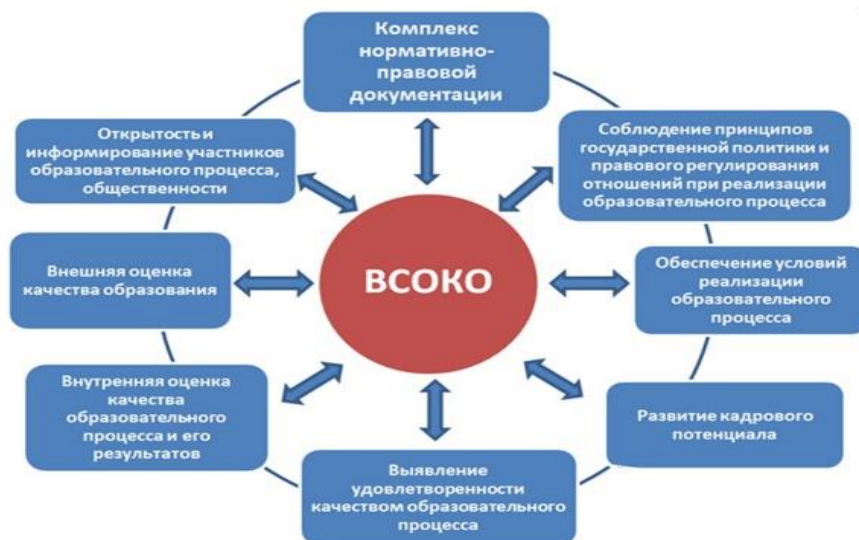 Комплекс
нормативно-
правовой
документации
Открытость и
информирование участников
образовательного процесса,
общественности
Соблюдение принципов
государственной политики и
правового регулирования
отношений при реализации
образовательного процесса
Внешняя оценка
качества образования
ВСОКО
Обеспечение условий
реализации
образовательного
процесса
Внутренняя оценка
качества
образовательного
процесса и его
результатов
Развитие кадрового
потенциала
Выявление
удовлетворенности
качеством образовательного
процесса